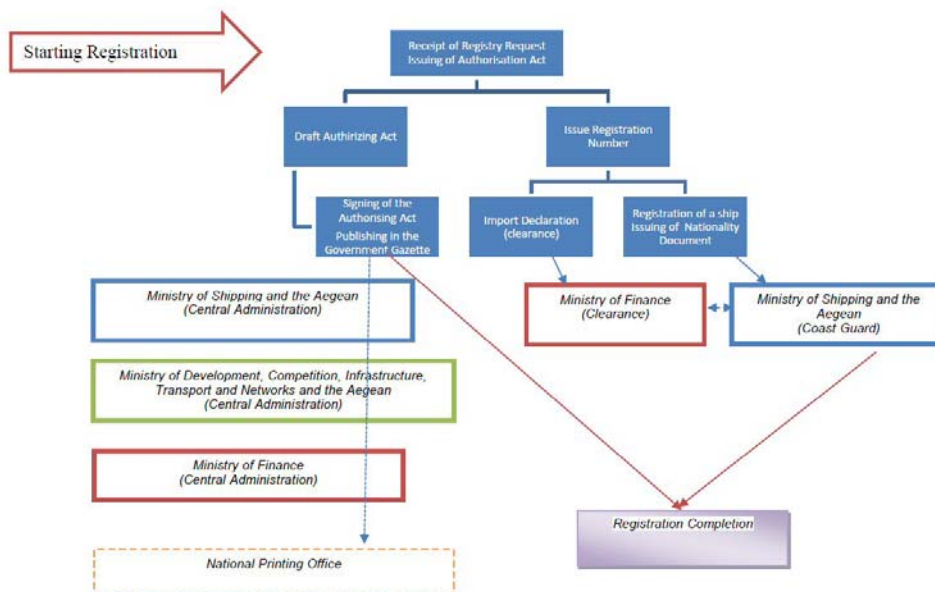 Starting Registration
Receipt of Registry Request
Issuing of Authorisation Act
Draft Authirizing Act
Issue Registration
Number
Signing of the
Authorising Act
Publishing in the
Government Gazette
Import Declaration
(clearance)
Registration of a ship
Issuing of Nationality
Document
Ministry of Shipping and the Aegean
(Central Administration)
Ministry of Finance
(Clearance)
Ministry of Shipping and the
Aegean
(Coast Guard)
Ministry of Development, Competition, Infrastructure,
Transport and Networks and the Aegean
(Central Administration)
Ministry of Finance
(Central Administration)
Registration Completion
National Printing Office